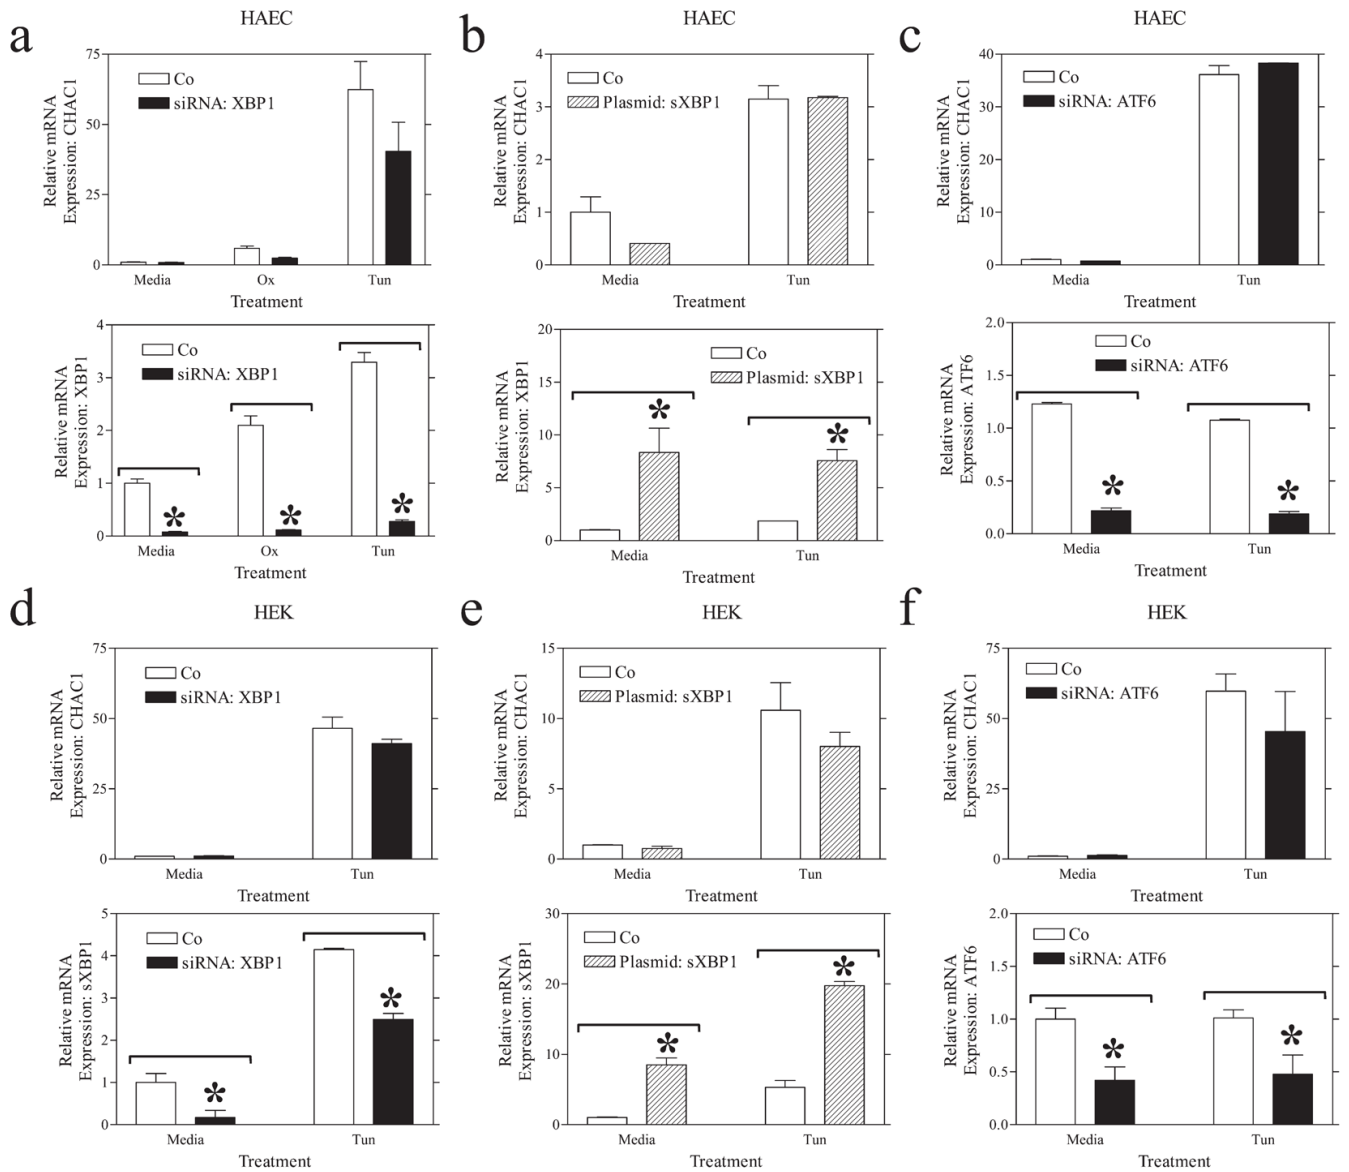 a
HAEC
Relative mRNA
Expression: CHAC1
75
50
25
0
Co
siRNA: XBP1
Media
Ox
Tun
Treatment
Relative mRNA
Expression: XBP1
4
3
2
1
0
Co
siRNA: XBP1
*
*
*
Media
Ox
Tun
Treatment
b
HAEC
Relative mRNA
Expression: CHAC1
4
3
2
1
0
Co
Plasmid: sXBP1
Media
Tun
Treatment
Relative mRNA
Expression: XBP1
20
15
10
5
0
Co
Plasmid: sXBP1
*
*
Media
Tun
Treatment
c
HAEC
Relative mRNA
Expression: CHAC1
40
30
20
10
0
Co
siRNA: ATF6
Media
Tun
Treatment
Relative mRNA
Expression: ATF6
2.0
1.5
1.0
0.5
0.0
Co
siRNA: ATF6
*
*
Media
Tun
Treatment
d
HEK
Relative mRNA
Expression: CHAC1
75
50
25
0
Co
siRNA: XBP1
Media
Tun
Treatment
Relative mRNA
Expression: sXBP1
5
4
3
2
1
0
Co
siRNA: XBP1
*
*
Media
Tun
Treatment
e
HEK
Relative mRNA
Expression: CHAC1
15
10
5
0
Co
Plasmid: sXBP1
Media
Tun
Treatment
Relative mRNA
Expression: sXBP1
30
20
10
0
Co
Plasmid: sXBP1
*
*
Media
Tun
Treatment
f
HEK
Relative mRNA
Expression: CHAC1
75
50
25
0
Co
siRNA: ATF6
Media
Tun
Treatment
Relative mRNA
Expression: ATF6
2.0
1.5
1.0
0.5
0.0
Co
siRNA: ATF6
*
*
Media
Tun
Treatment